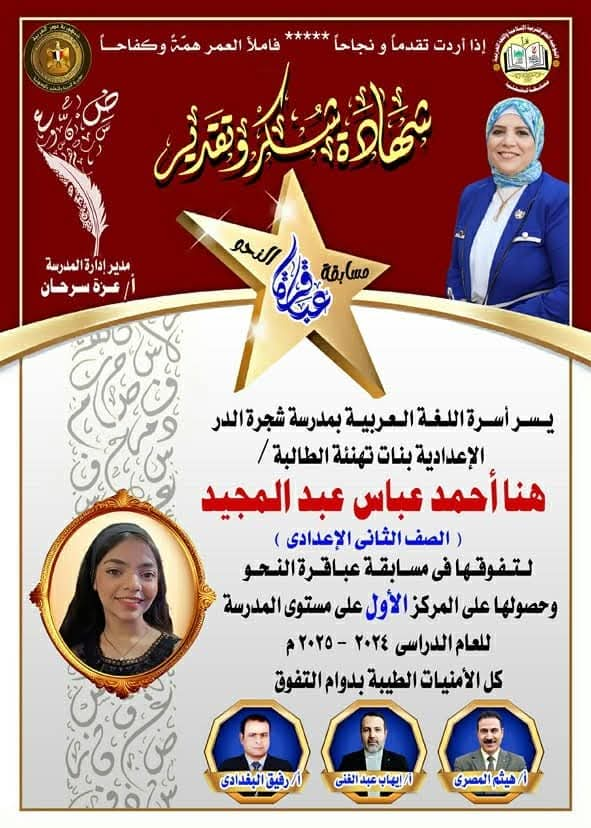 إذا أردت تقدماً و نجاحاً ***** فاملأ العمر همّةً وكفاحاً
شهادة شكر وتقدير
مدير إدارة المدرسة
أ/ عزة سرحان
مسابقة عباقرة النحو
يسر أسرة اللغة العربية بمدرسة شجرة الدر
الإعدادية بنات تهنئة الطالبة /
هنا أحمد عباس عبد المجيد
( الصف الثانى الإعدادى )
لتفوقها فى مسابقة عباقرة النحو
وحصولها على المركز الأول على مستوى المدرسة
للعام الدراسى ٢٠٢٤ - ٢٠٢٥ م
كل الأمنيات الطيبة بدوام التفوق
أ/ هيثم المصرى
أ/ إيهاب عبد الغنى
أ/ رفيق البغدادى